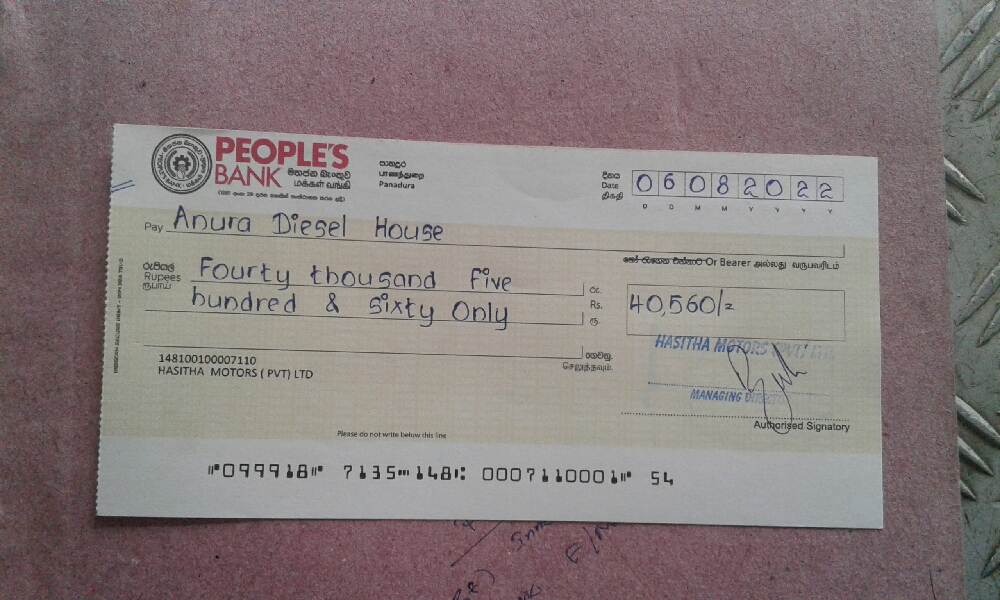 PEOPLE'S
BANK මහජන බැංකුව
மக்கள் வங்கி
පානදුර
பாணந்துறை
Panadura
දිනය
Date
திகதி
06082022
D D M M Y Y Y Y
Pay Anura Diesel House
හෝ රැගෙන එන්නාට Or Bearer அல்லது வருபவரிடம்
රුපියල්
Rupees
ரூபாய்
Fourty thousand Five
hundred & Sixty Only
රු.
Rs.
ரூ.
40,560/=
ගෙවනු.
செலுத்தவும்.
148100100007110
HASITHA MOTORS ( PVT) LTD
HASITHA MOTORS (PVT) LTD
MANAGING DIRECTOR
Authorised Signatory
Please do not write below this line
⑈099918⑈ 7135⑉148⑆ 0007110001⑈ 54